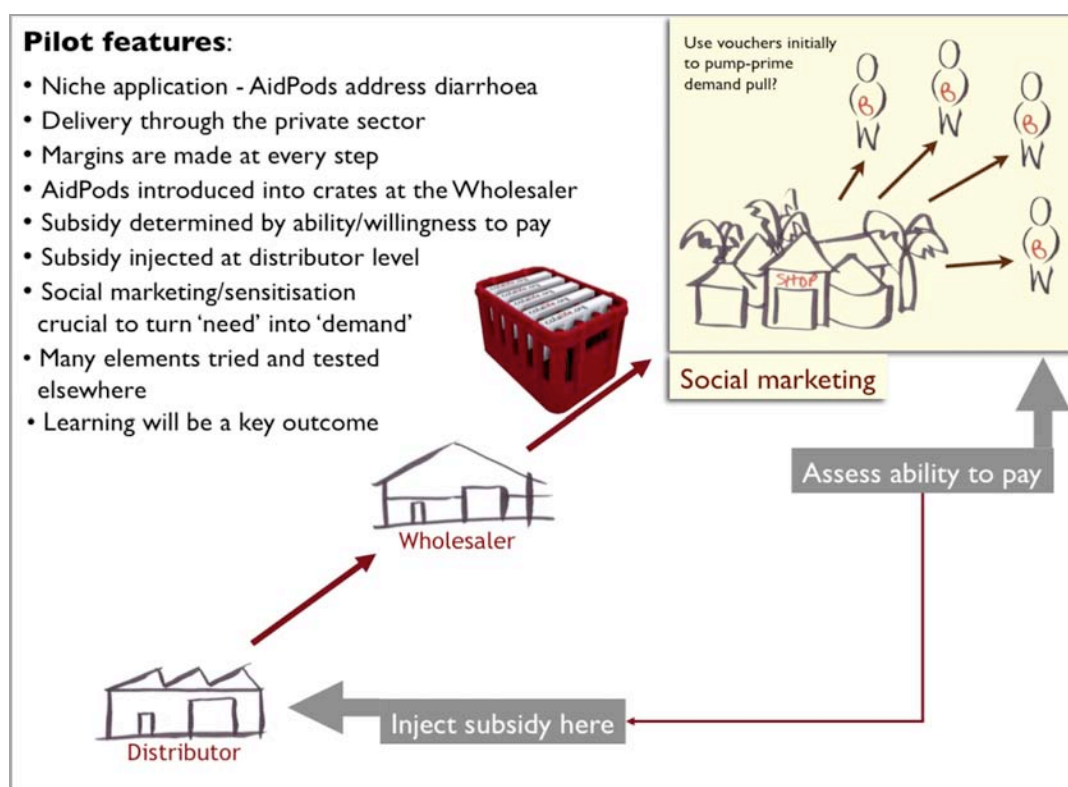 Pilot features:
• Niche application - AidPods address diarrhoea
• Delivery through the private sector
• Margins are made at every step
• AidPods introduced into crates at the Wholesaler
• Subsidy determined by ability/willingness to pay
• Subsidy injected at distributor level
• Social marketing/sensitisation
crucial to turn ‘need’ into ‘demand’
• Many elements tried and tested
elsewhere
• Learning will be a key outcome
Use vouchers initially
to pump-prime
demand pull?
B
B
B
B
SHOP
Social marketing
Assess ability to pay
Wholesaler
Inject subsidy here
Distributor